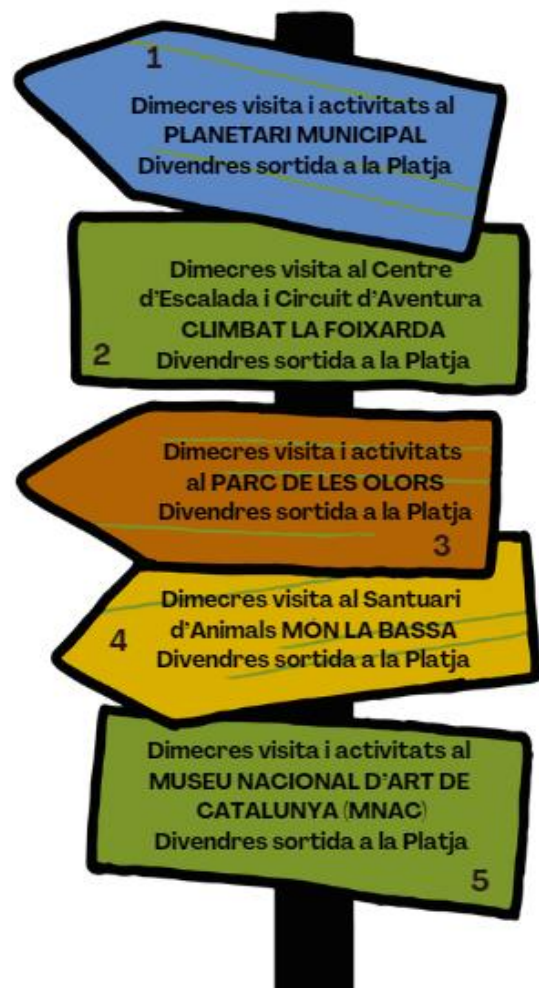 1
Dimecres visita i activitats al
PLANETARI MUNICIPAL
Divendres sortida a la Platja
Dimecres visita al Centre
d'Escalada i Circuit d'Aventura
CLIMBAT LA FOIXARDA
2
Divendres sortida a la Platja
Dimecres visita i activitats
al PARC DE LES OLORS
Divendres sortida a la Platja
3
Dimecres visita al Santuari
4
d'Animals MÓN LA BASSA
Divendres sortida a la Platja
Dimecres visita i activitats al
MUSEU NACIONAL D'ART DE
CATALUNYA (MNAC)
Divendres sortida a la Platja
5